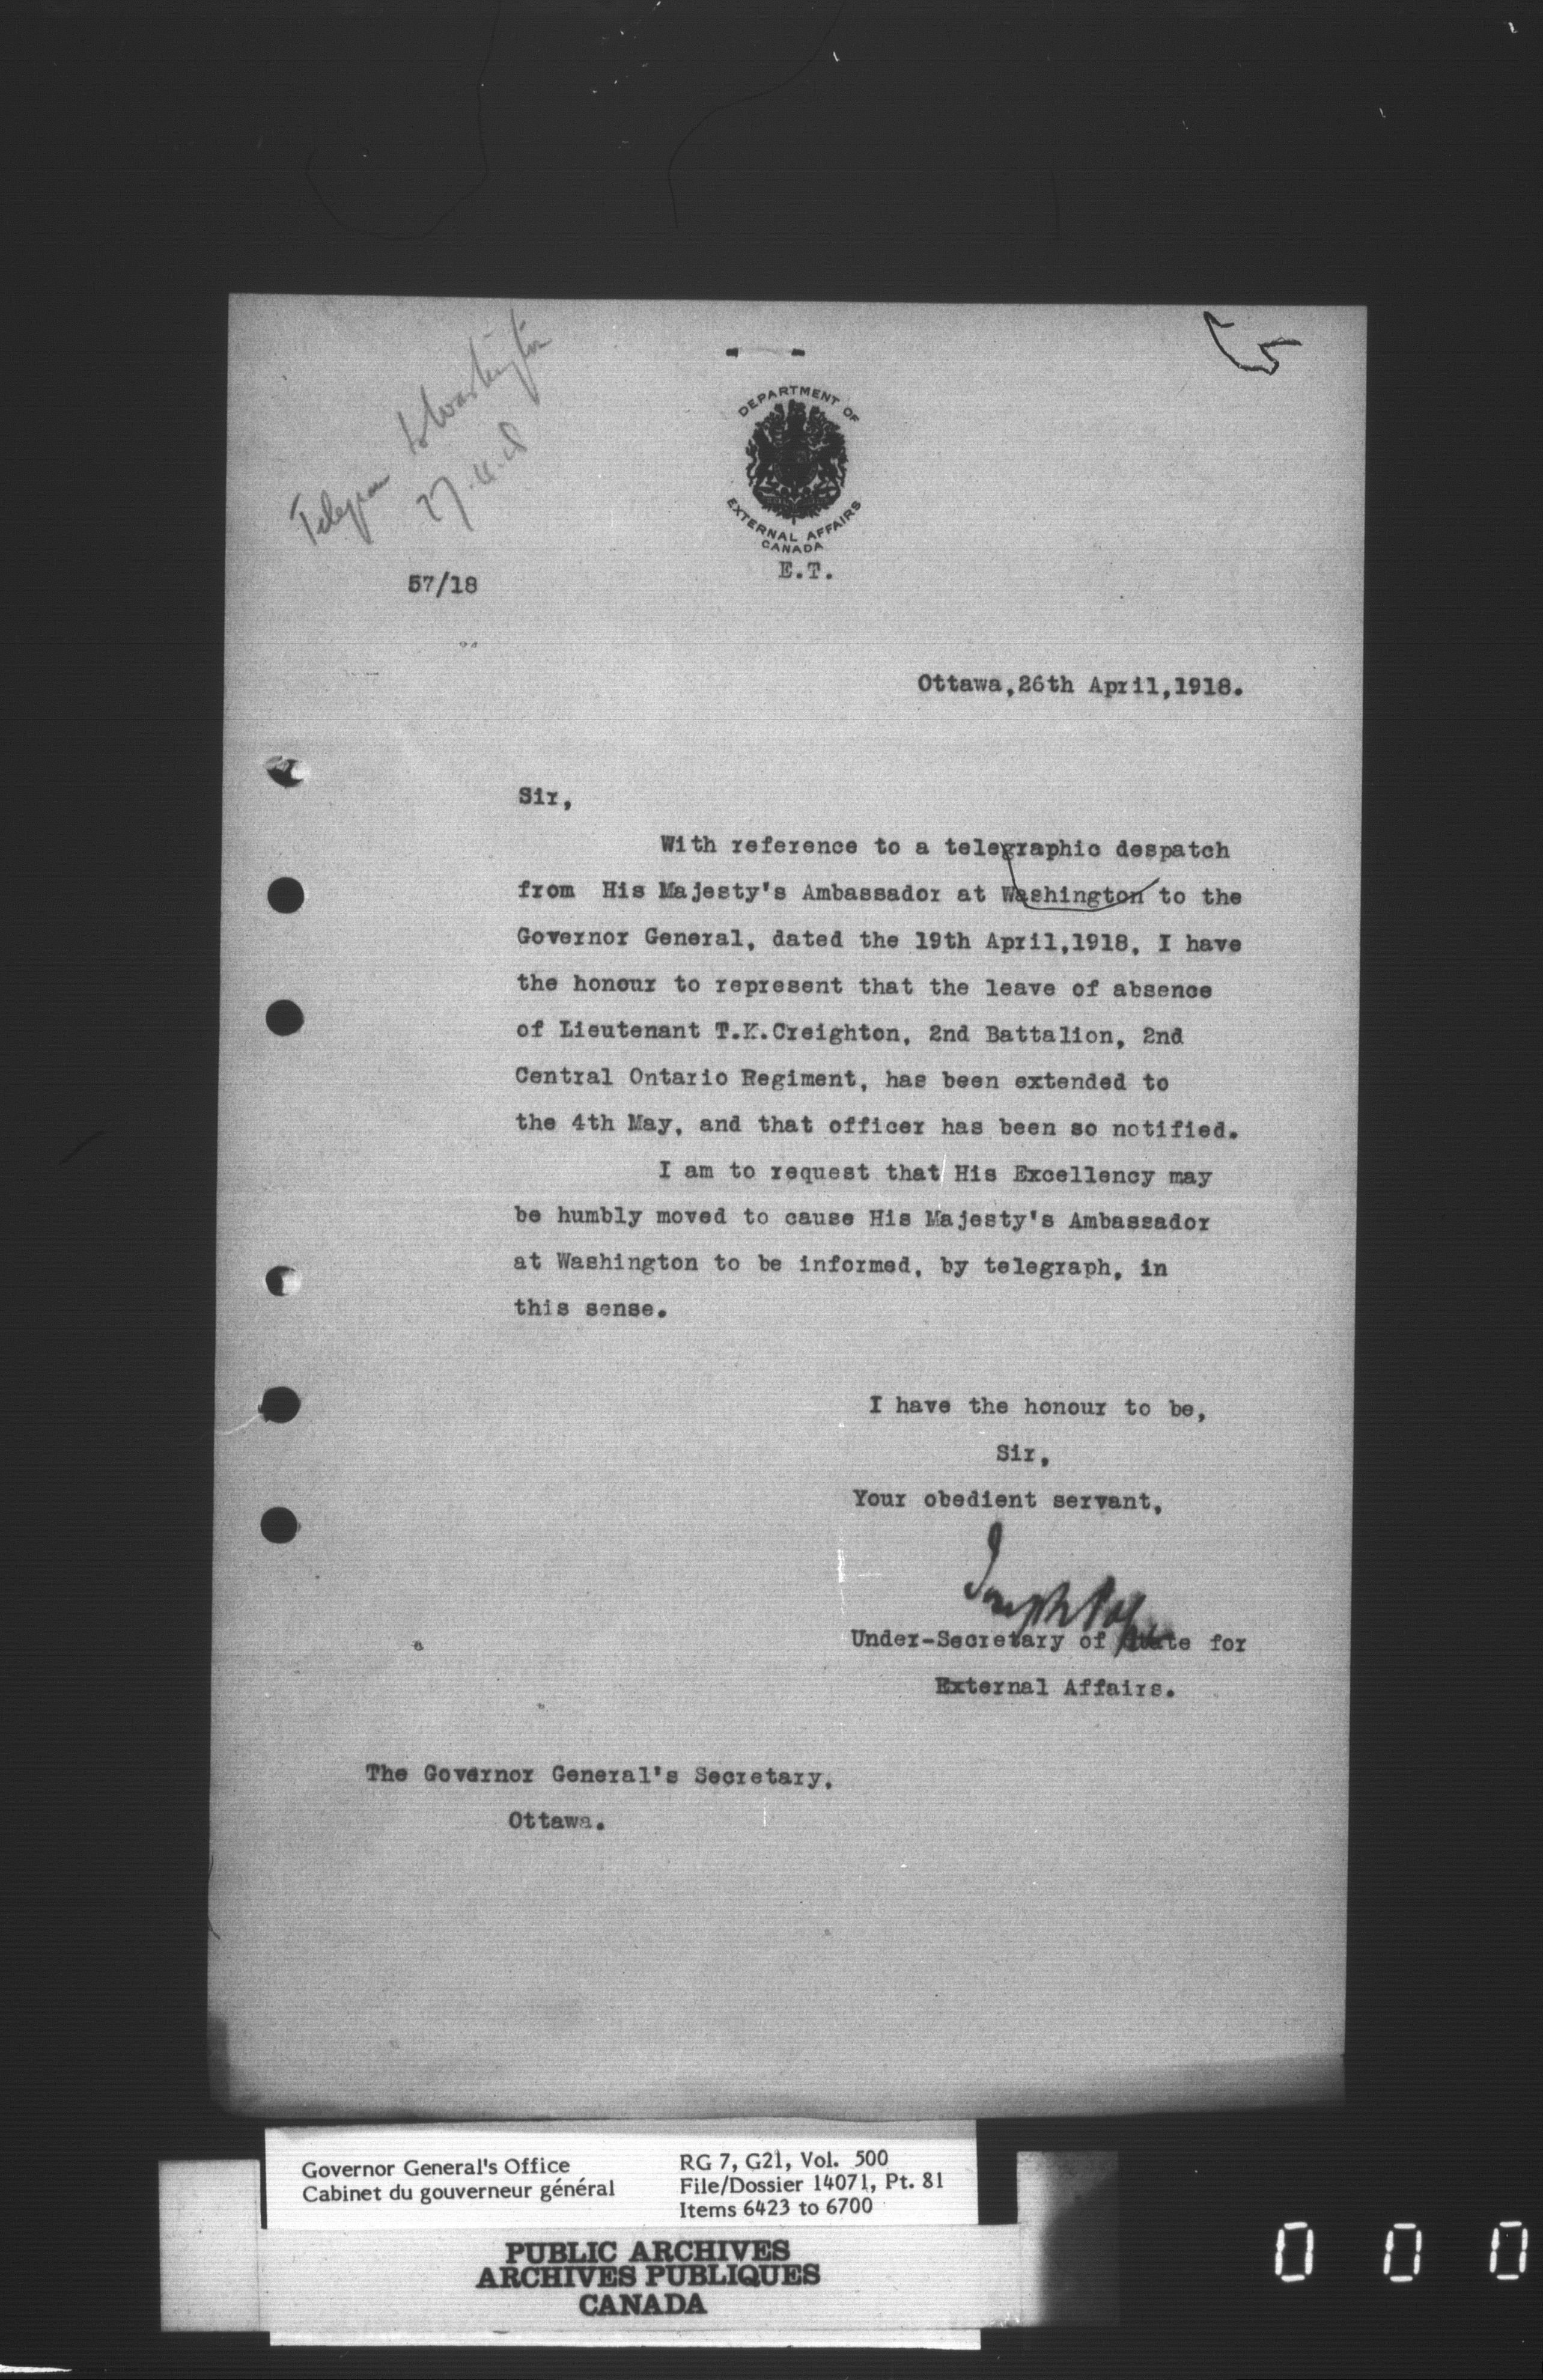 Telegram to Washington
27.4.18
DEPARTMENT OF
EXTERNAL AFFAIRS
CANADA
E.T.
57/18
Ottawa,26th April,1918.
Sir,
With reference to a telegraphic despatch
from His Majesty's Ambassador at Washington to the
Governor General, dated the 19th April,1918, I have
the honour to represent that the leave of absence
of Lieutenant T.K.Creighton, 2nd Battalion, 2nd
Central Ontario Regiment, has been extended to
the 4th May, and that officer has been so notified.
I am to request that His Excellency may
be humbly moved to cause His Majesty's Ambassador
at Washington to be informed, by telegraph, in
this sense.
I have the honour to be,
Sir,
Your obedient servant,
Joseph Pope
Under-Secretary of State for
External Affairs.
The Governor General's Secretary,
Ottawa.
Governor General's Office
Cabinet du gouverneur général
RG 7, G21, Vol. 500
File/Dossier 14071, Pt. 81
Items 6423 to 6700
PUBLIC ARCHIVES
ARCHIVES PUBLIQUES
CANADA
0 0 0